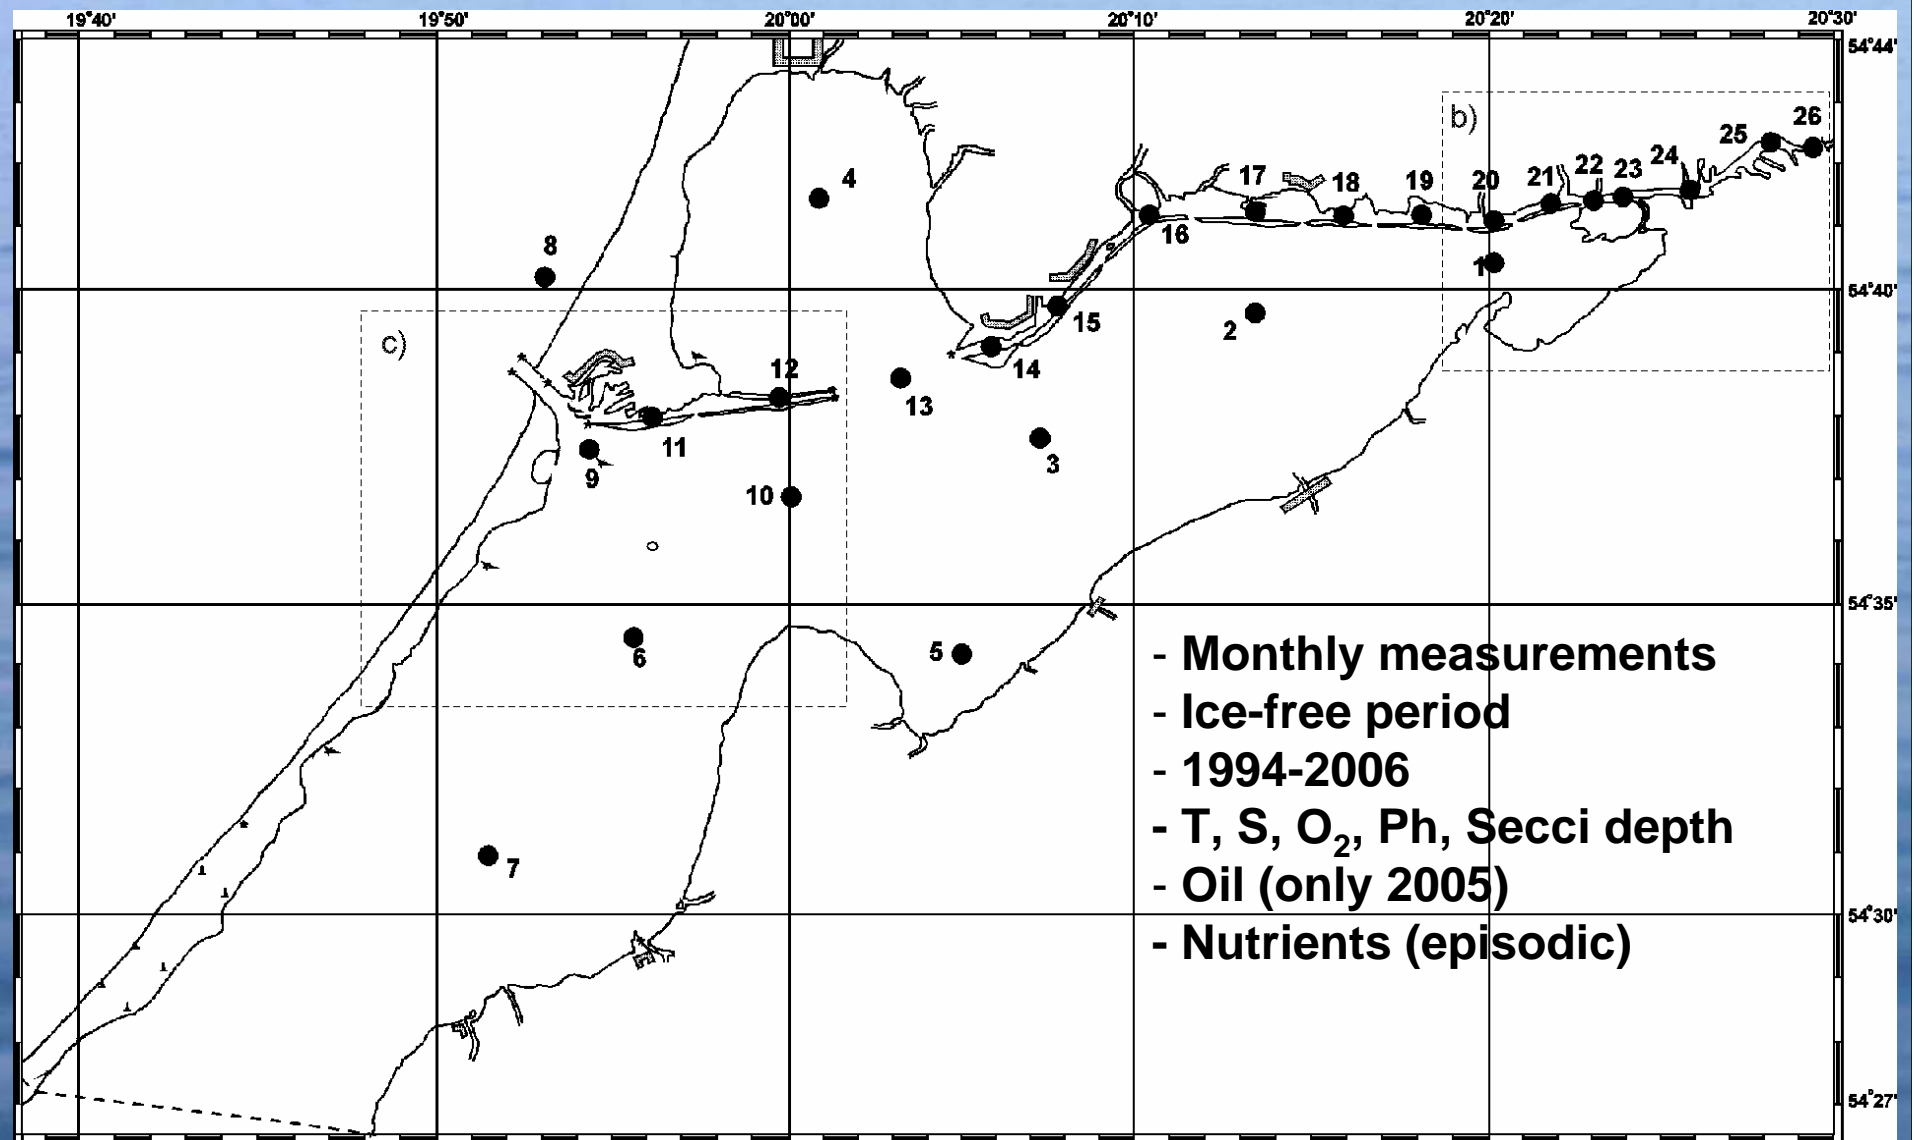 19°40' 19°50' 20°00' 20°10' 20°20' 20°30'
54°44'
b)
25 26
4
17 18 19 20 21 22 23 24
16
8
1
54°40'
c)
15
2
12
14
13
11
3
9
10
54°35'
6
5
- Monthly measurements
- Ice-free period
- 1994-2006
- T, S, O₂, Ph, Secci depth
7
- Oil (only 2005)
54°30'
- Nutrients (episodic)
54°27'